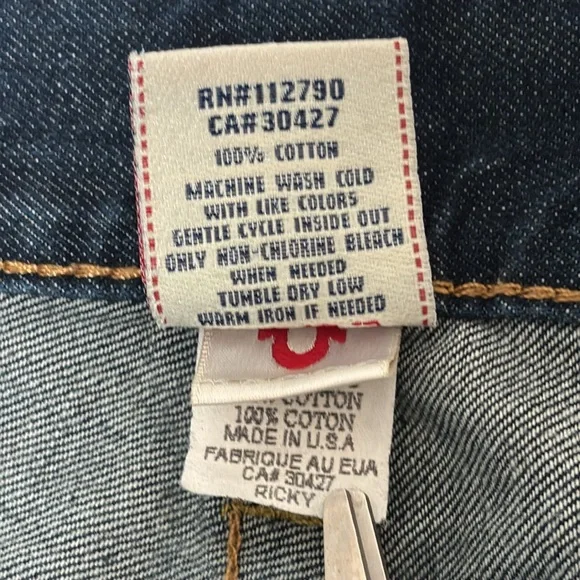 RN#112790
CA#30427
100% COTTON
MACHINE WASH COLD
WITH LIKE COLORS
GENTLE CYCLE INSIDE OUT
ONLY NON-CHLORINE BLEACH
WHEN NEEDED
TUMBLE DRY LOW
WARM IRON IF NEEDED
COTTON
100% COTON
MADE IN U.S.A
FABRIQUE AU EUA
CA# 30427
RICKY